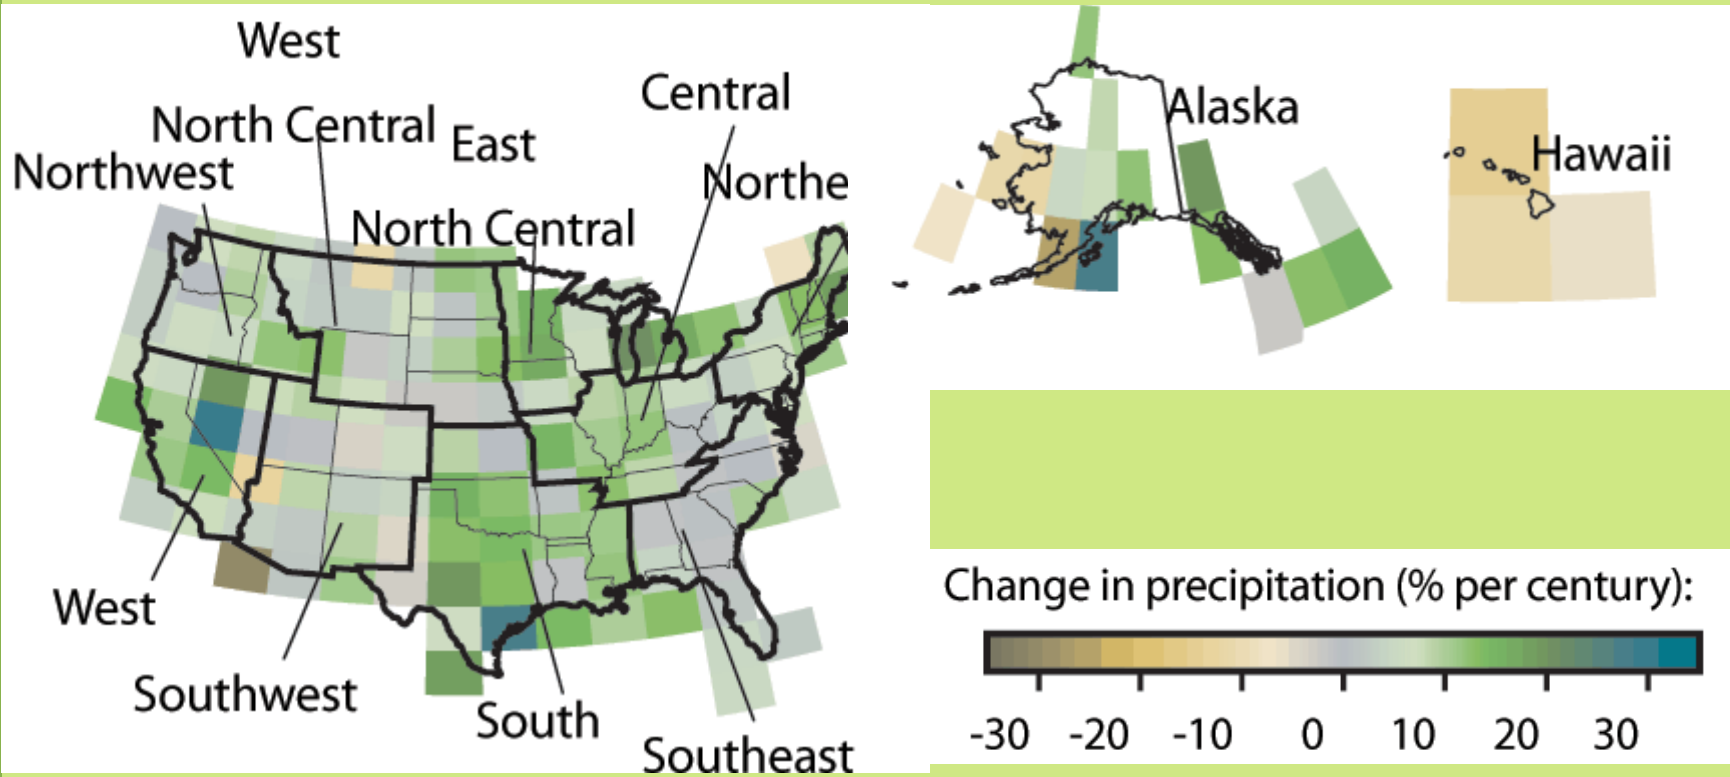 West
North Central
Northwest
East
North Central
Central
Northe
West
Southwest
South
Southeast
Alaska
Hawaii
Change in precipitation (% per century):
-30 -20 -10 0 10 20 30